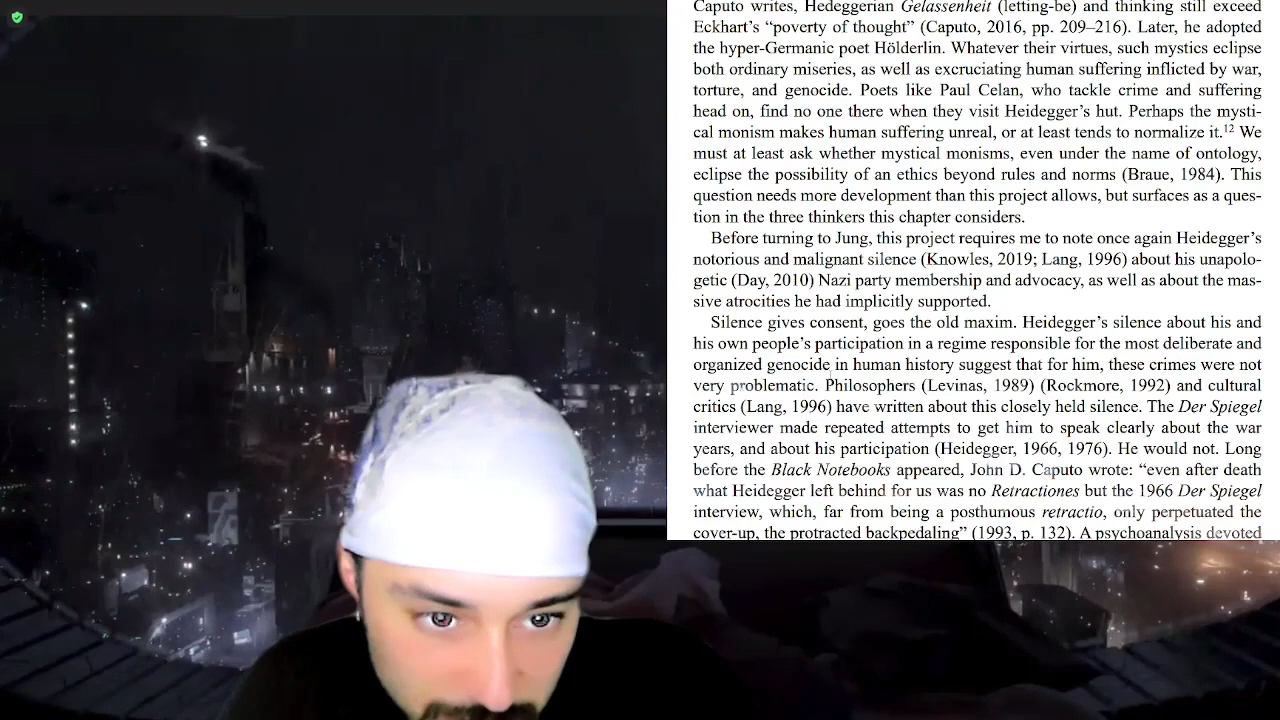 Caputo writes, Hedeggerian Gelassenheit (letting-be) and thinking still exceed
Eckhart's “poverty of thought” (Caputo, 2016, pp. 209–216). Later, he adopted
the hyper-Germanic poet Hölderlin. Whatever their virtues, such mystics eclipse
both ordinary miseries, as well as excruciating human suffering inflicted by war,
torture, and genocide. Poets like Paul Celan, who tackle crime and suffering
head on, find no one there when they visit Heidegger's hut. Perhaps the mysti-
cal monism makes human suffering unreal, or at least tends to normalize it.¹² We
must at least ask whether mystical monisms, even under the name of ontology,
eclipse the possibility of an ethics beyond rules and norms (Braue, 1984). This
question needs more development than this project allows, but surfaces as a ques-
tion in the three thinkers this chapter considers.
Before turning to Jung, this project requires me to note once again Heidegger's
notorious and malignant silence (Knowles, 2019; Lang, 1996) about his unapolo-
getic (Day, 2010) Nazi party membership and advocacy, as well as about the mas-
sive atrocities he had implicitly supported.
Silence gives consent, goes the old maxim. Heidegger's silence about his and
his own people's participation in a regime responsible for the most deliberate and
organized genocide in human history suggest that for him, these crimes were not
very problematic. Philosophers (Levinas, 1989) (Rockmore, 1992) and cultural
critics (Lang, 1996) have written about this closely held silence. The Der Spiegel
interviewer made repeated attempts to get him to speak clearly about the war
years, and about his participation (Heidegger, 1966, 1976). He would not. Long
before the Black Notebooks appeared, John D. Caputo wrote: “even after death
what Heidegger left behind for us was no Retractiones but the 1966 Der Spiegel
interview, which, far from being a posthumous retractio, only perpetuated the
cover-up, the protracted backpedaling” (1993, p. 132). A psychoanalysis devoted